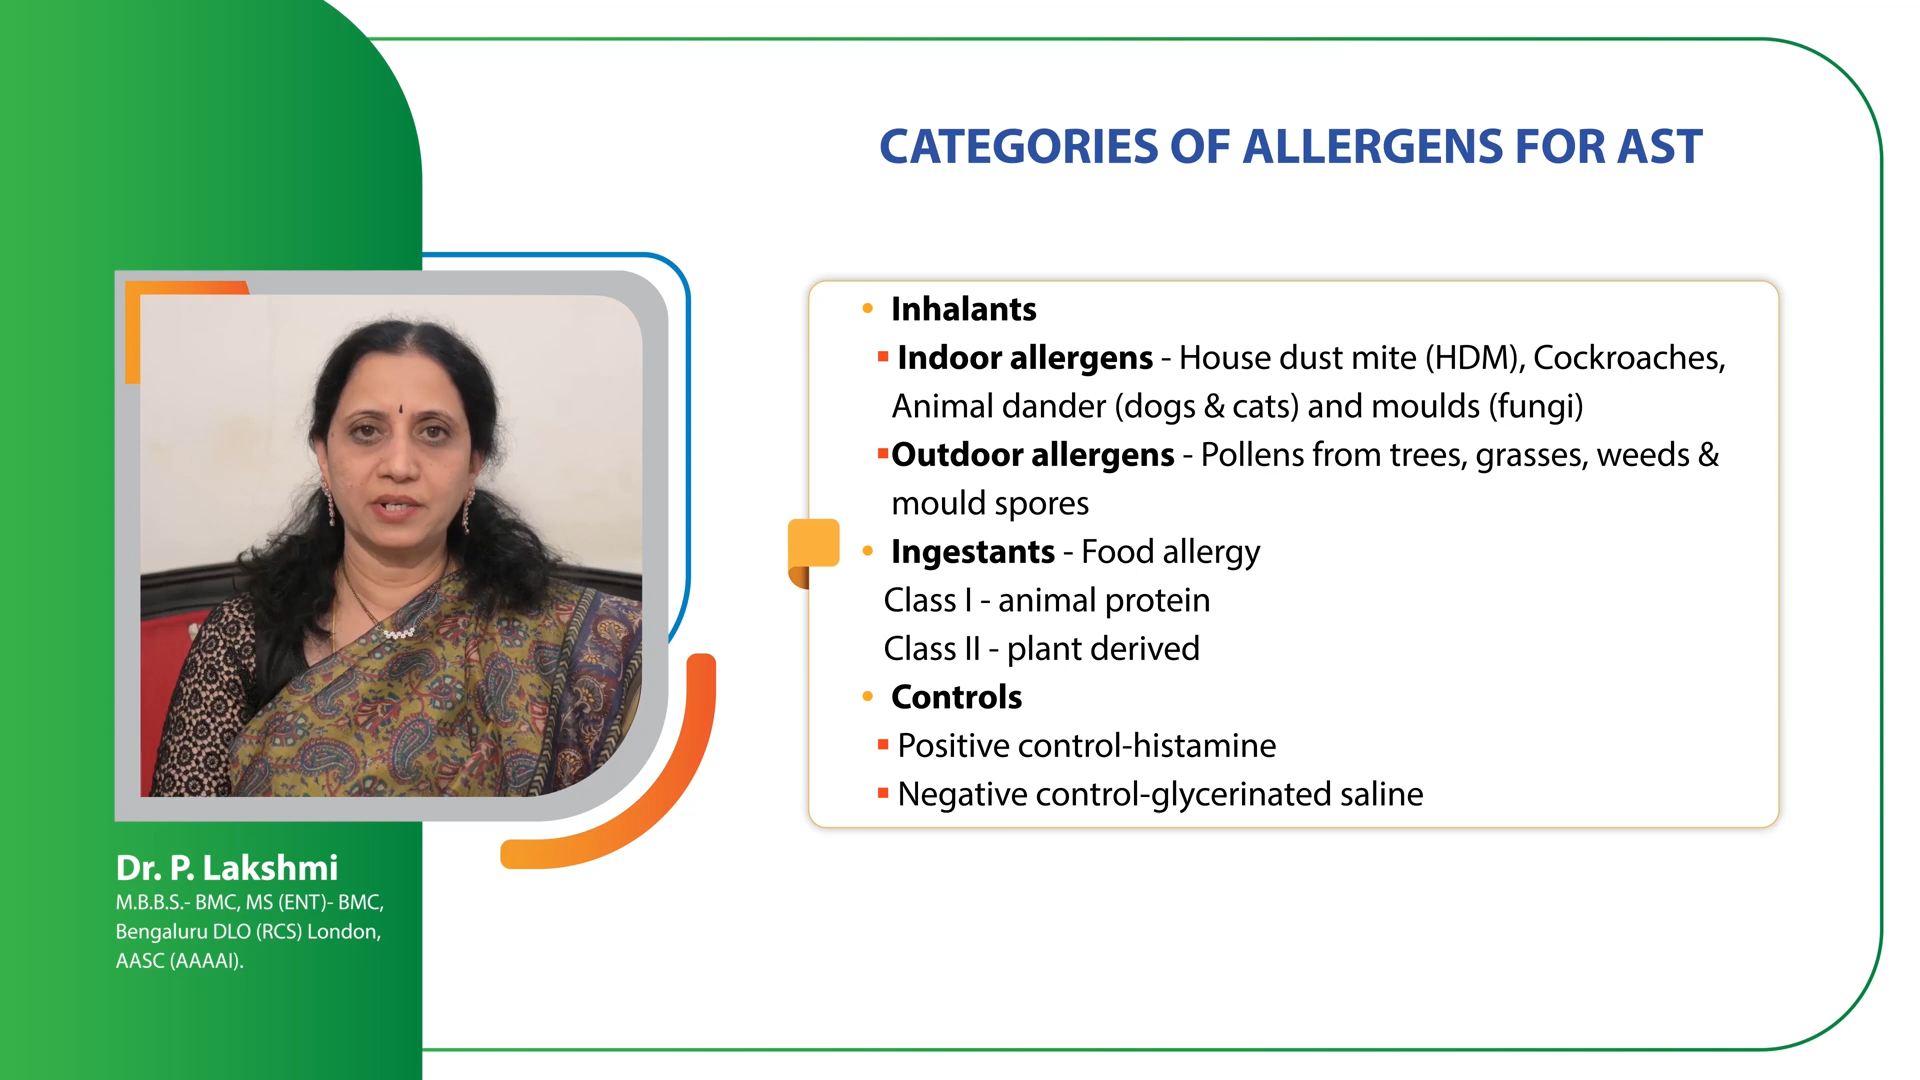 CATEGORIES OF ALLERGENS FOR AST
• Inhalants
▪ Indoor allergens - House dust mite (HDM), Cockroaches,
Animal dander (dogs & cats) and moulds (fungi)
▪Outdoor allergens - Pollens from trees, grasses, weeds &
mould spores
• Ingestants - Food allergy
Class I - animal protein
Class II - plant derived
• Controls
▪ Positive control-histamine
▪ Negative control-glycerinated saline
Dr. P. Lakshmi
M.B.B.S.- BMC, MS (ENT)- BMC,
Bengaluru DLO (RCS) London,
AASC (AAAAI).